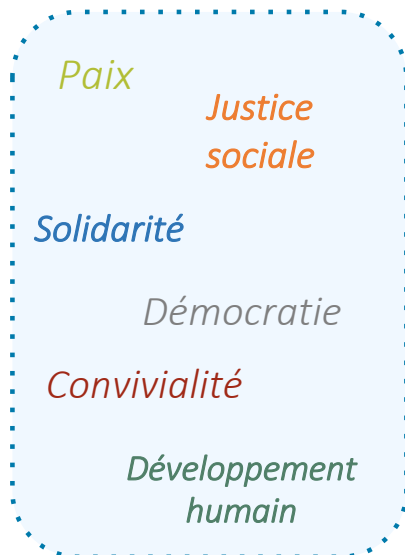 Paix
Justice
sociale
Solidarité
Démocratie
Convivialité
Développement
humain